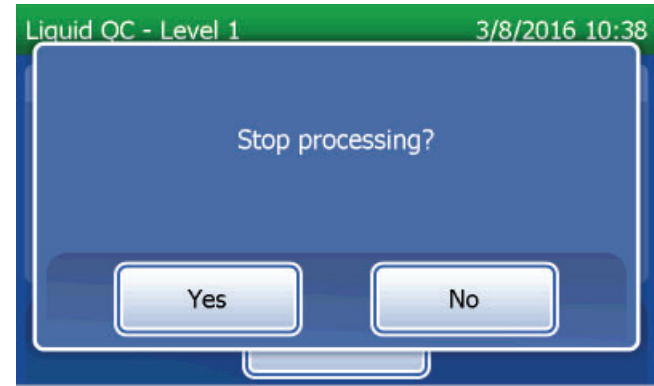 Liquid QC - Level 1 3/8/2016 10:38
Stop processing?
Yes No